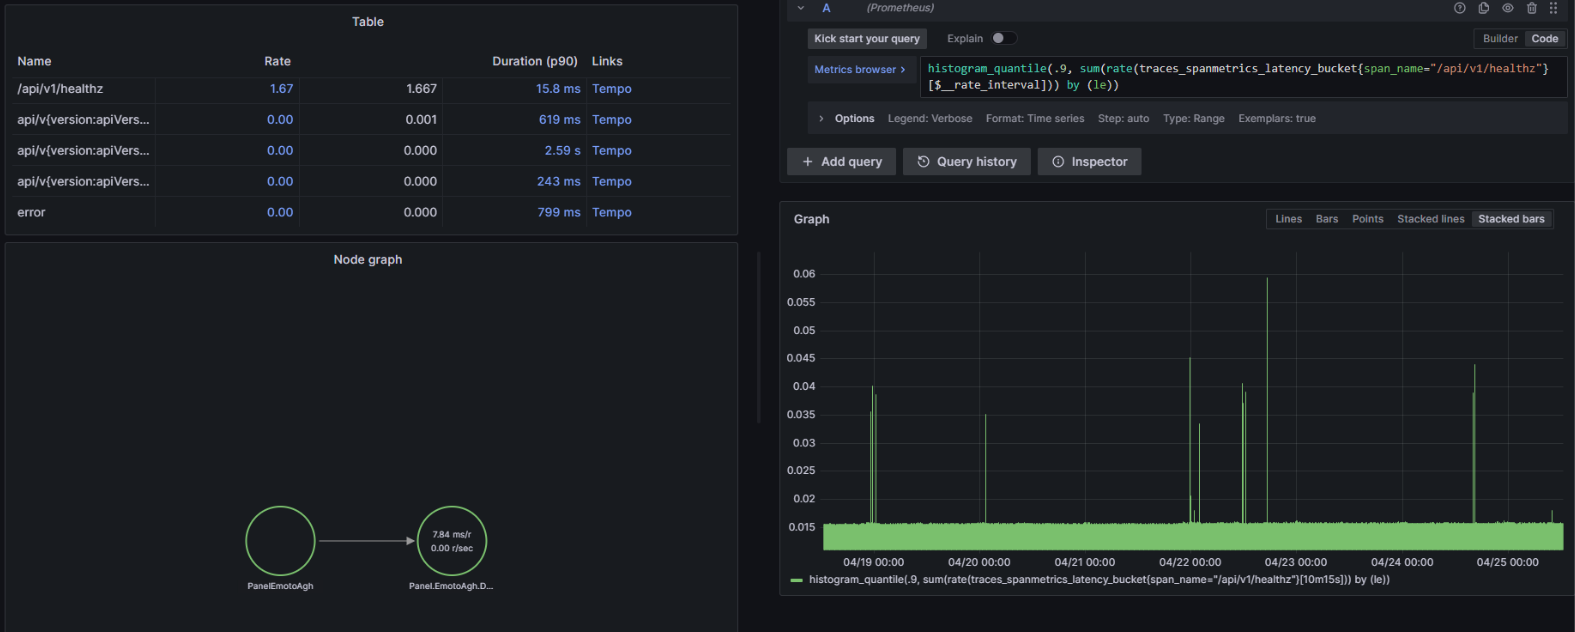 Table
Name Rate Duration (p90) Links
/api/v1/healthz 1.67 1.667 15.8 ms Tempo
api/v{version:apiVers... 0.00 0.001 619 ms Tempo
api/v{version:apiVers... 0.00 0.000 2.59 s Tempo
api/v{version:apiVers... 0.00 0.000 243 ms Tempo
error 0.00 0.000 799 ms Tempo
Node graph
7.84 ms/r
0.00 r/sec
PanelEmotoAgh Panel.EmotoAgh.D...
A (Prometheus)
Kick start your query Explain Builder Code
Metrics browser > histogram_quantile(.9, sum(rate(traces_spanmetrics_latency_bucket{span_name="/api/v1/healthz"}
[$__rate_interval])) by (le))
> Options Legend: Verbose Format: Time series Step: auto Type: Range Exemplars: true
+ Add query Query history Inspector
Graph Lines Bars Points Stacked lines Stacked bars
0.06
0.055
0.05
0.045
0.04
0.035
0.03
0.025
0.02
0.015
04/19 00:00 04/20 00:00 04/21 00:00 04/22 00:00 04/23 00:00 04/24 00:00 04/25 00:00
histogram_quantile(.9, sum(rate(traces_spanmetrics_latency_bucket{span_name="/api/v1/healthz"}[10m15s])) by (le))